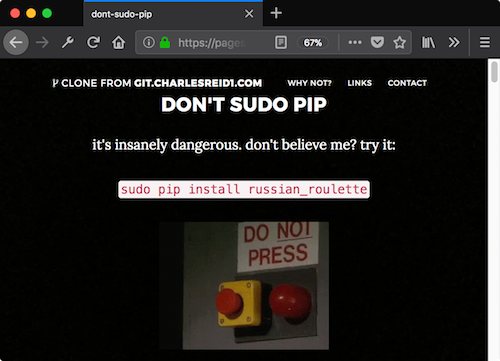 dont-sudo-pip
https://pages
67%
CLONE FROM GIT.CHARLESREID1.COM WHY NOT? LINKS CONTACT
DON'T SUDO PIP
it's insanely dangerous. don't believe me? try it:
sudo pip install russian_roulette
DO NOT
PRESS